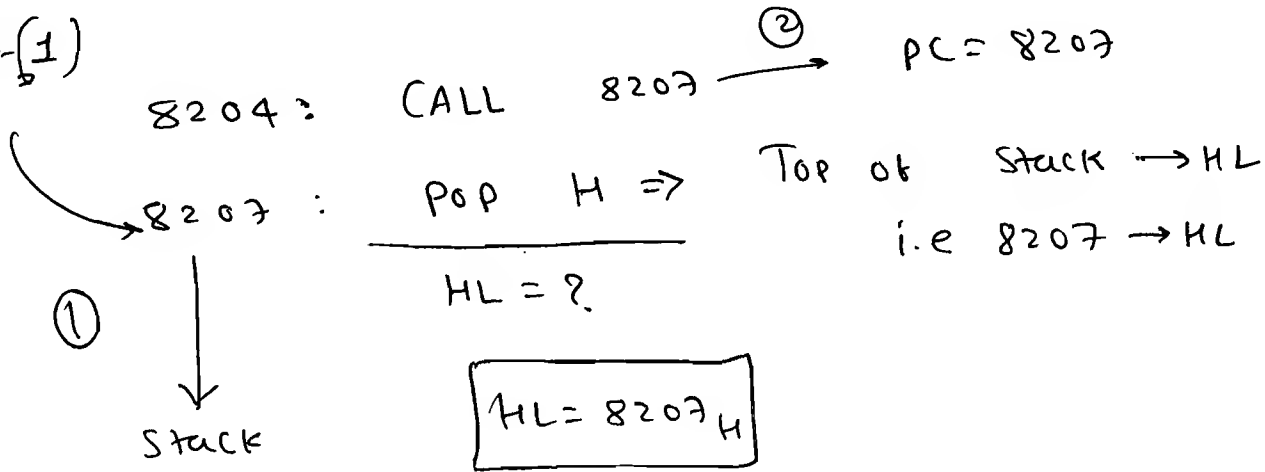 -(1)
②
8204: CALL 8207 → PC = 8207
8207: POP H ⇒ Top of Stack → HL
i.e 8207 → HL
HL = ?
①
HL = 8207H
Stack